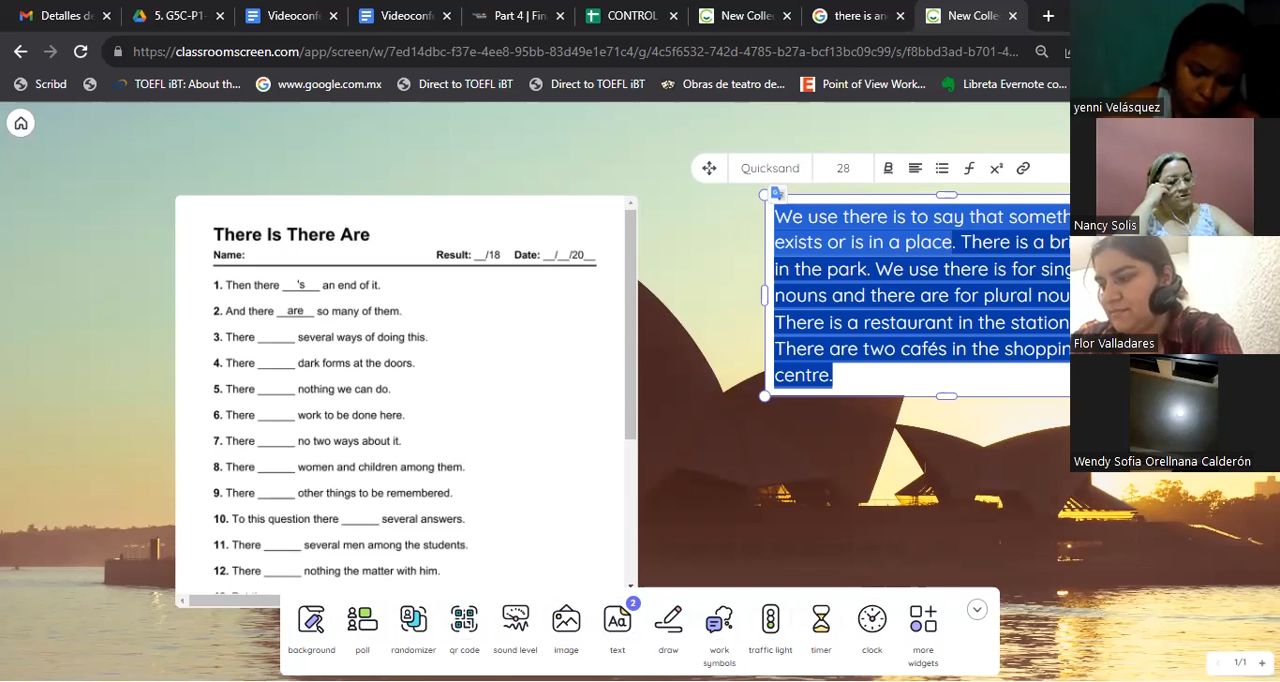 Detalles de
5. G5C-P1-
Videoconfe
Videoconfe
Part 4 | Fin
CONTROL
New Colle
there is an
New Colle
https://classroomscreen.com/app/screen/w/7ed14dbc-f37e-4ee8-95bb-83d49e1e71c4/g/4c5f6532-742d-4785-b27a-bcf13bc09c99/s/f8bbd3ad-b701-4...
Scribd
TOEFL iBT: About th...
www.google.com.mx
Direct to TOEFL iBT
Direct to TOEFL iBT
Obras de teatro de...
Point of View Work...
Libreta Evernote co...
Quicksand 28
We use there is to say that someth
exists or is in a place. There is a bri
in the park. We use there is for sing
nouns and there are for plural nou
There is a restaurant in the station
There are two cafés in the shoppin
centre.
There Is There Are
Name: Result: __/18 Date: __/__/20__
1. Then there 's an end of it.
2. And there are so many of them.
3. There ______ several ways of doing this.
4. There ______ dark forms at the doors.
5. There ______ nothing we can do.
6. There ______ work to be done here.
7. There ______ no two ways about it.
8. There ______ women and children among them.
9. There ______ other things to be remembered.
10. To this question there ______ several answers.
11. There ______ several men among the students.
12. There ______ nothing the matter with him.
yenni Velásquez
Nancy Solis
Flor Valladares
Wendy Sofia Orellnana Calderón
background
poll
randomizer
qr code
sound level
image
2
text
draw
work symbols
traffic light
timer
clock
more widgets
1/1